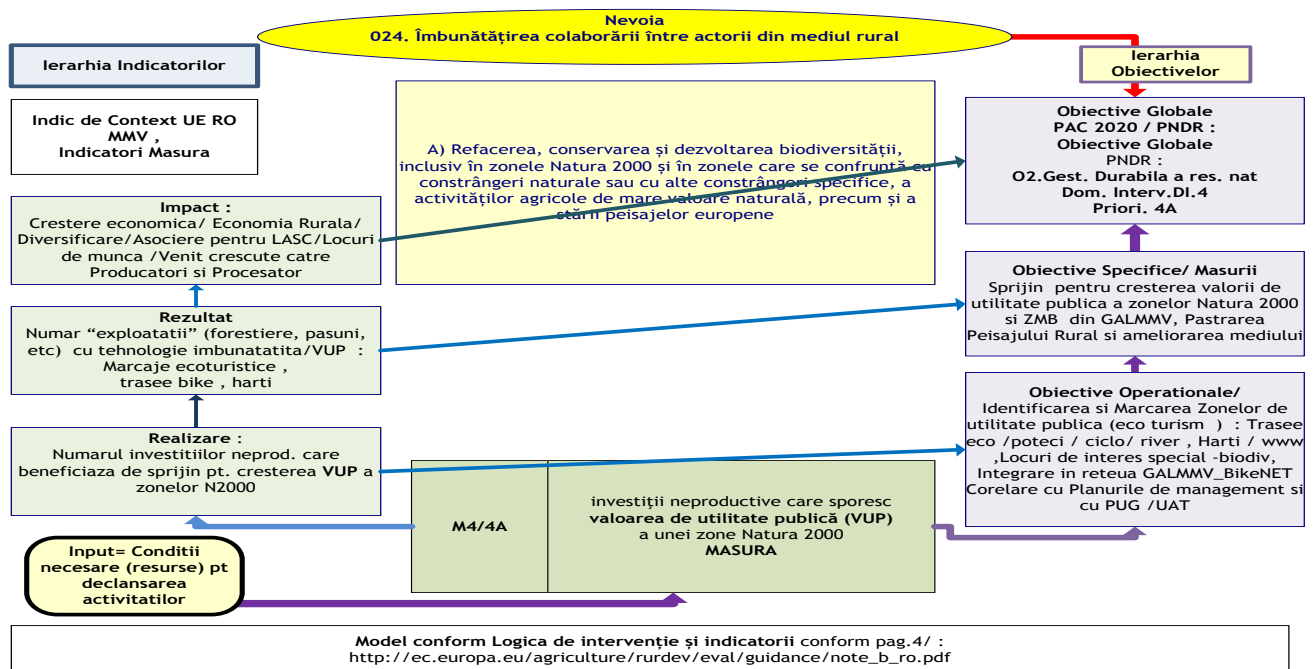 Nevoia
024. Îmbunătățirea colaborării între actorii din mediul rural
Ierarhia Indicatorilor
Ierarhia
Obiectivelor
Indic de Context UE RO
MMV ,
Indicatori Masura
A) Refacerea, conservarea și dezvoltarea biodiversității,
inclusiv în zonele Natura 2000 și în zonele care se confruntă cu
constrângeri naturale sau cu alte constrângeri specifice, a
activităților agricole de mare valoare naturală, precum și a
stării peisajelor europene
Obiective Globale
PAC 2020 / PNDR :
Obiective Globale
PNDR :
O2.Gest. Durabila a res. nat
Dom. Interv.DI.4
Priori. 4A
Impact :
Crestere economica/ Economia Rurala/
Diversificare/Asociere pentru LASC/Locuri
de munca /Venit crescute catre
Producatori si Procesator
Obiective Specifice/ Masurii
Sprijin pentru cresterea valorii de
utilitate publica a zonelor Natura 2000
si ZMB din GALMMV, Pastrarea
Peisajului Rural si ameliorarea mediului
Rezultat
Numar “exploatatii” (forestiere, pasuni,
etc) cu tehnologie imbunatatita/VUP :
Marcaje ecoturistice ,
trasee bike , harti
Obiective Operationale/
Identificarea si Marcarea Zonelor de
utilitate publica (eco turism ) : Trasee
eco /poteci / ciclo/ river , Harti / www
,Locuri de interes special -biodiv,
Integrare in reteua GALMMV_BikeNET
Corelare cu Planurile de management si
cu PUG /UAT
Realizare :
Numarul investitiilor neprod. care
beneficiaza de sprijin pt. cresterea VUP a
zonelor N2000
M4/4A
investiții neproductive care sporesc
valoarea de utilitate publică (VUP)
a unei zone Natura 2000
MASURA
Input= Conditii
necesare (resurse) pt
declansarea
activitatilor
Model conform Logica de intervenție și indicatorii conform pag.4/ :
http://ec.europa.eu/agriculture/rurdev/eval/guidance/note_b_ro.pdf